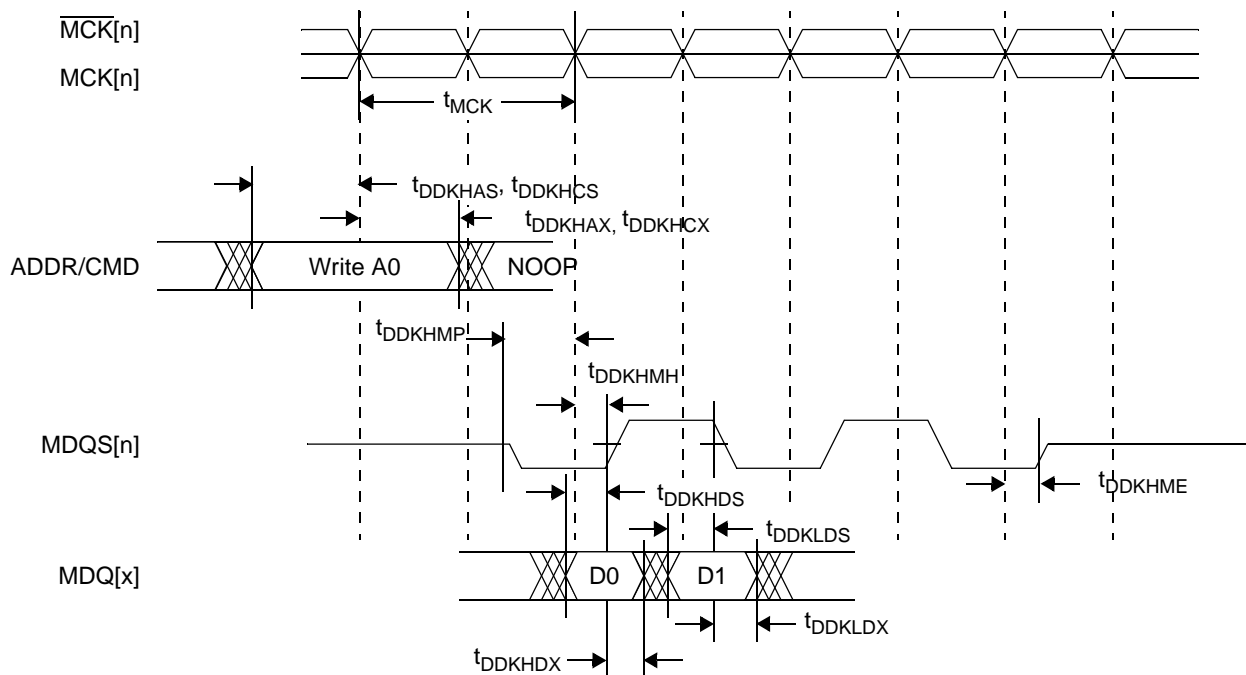 MCK[n]
MCK[n]
tMCK
tDDKHAS, tDDKHCS
tDDKHAX, tDDKHCX
ADDR/CMD Write A0 NOOP
tDDKHMP
tDDKHMH
MDQS[n]
tDDKHME
tDDKHDS
tDDKLDS
MDQ[x] D0 D1
tDDKLDX
tDDKHDX